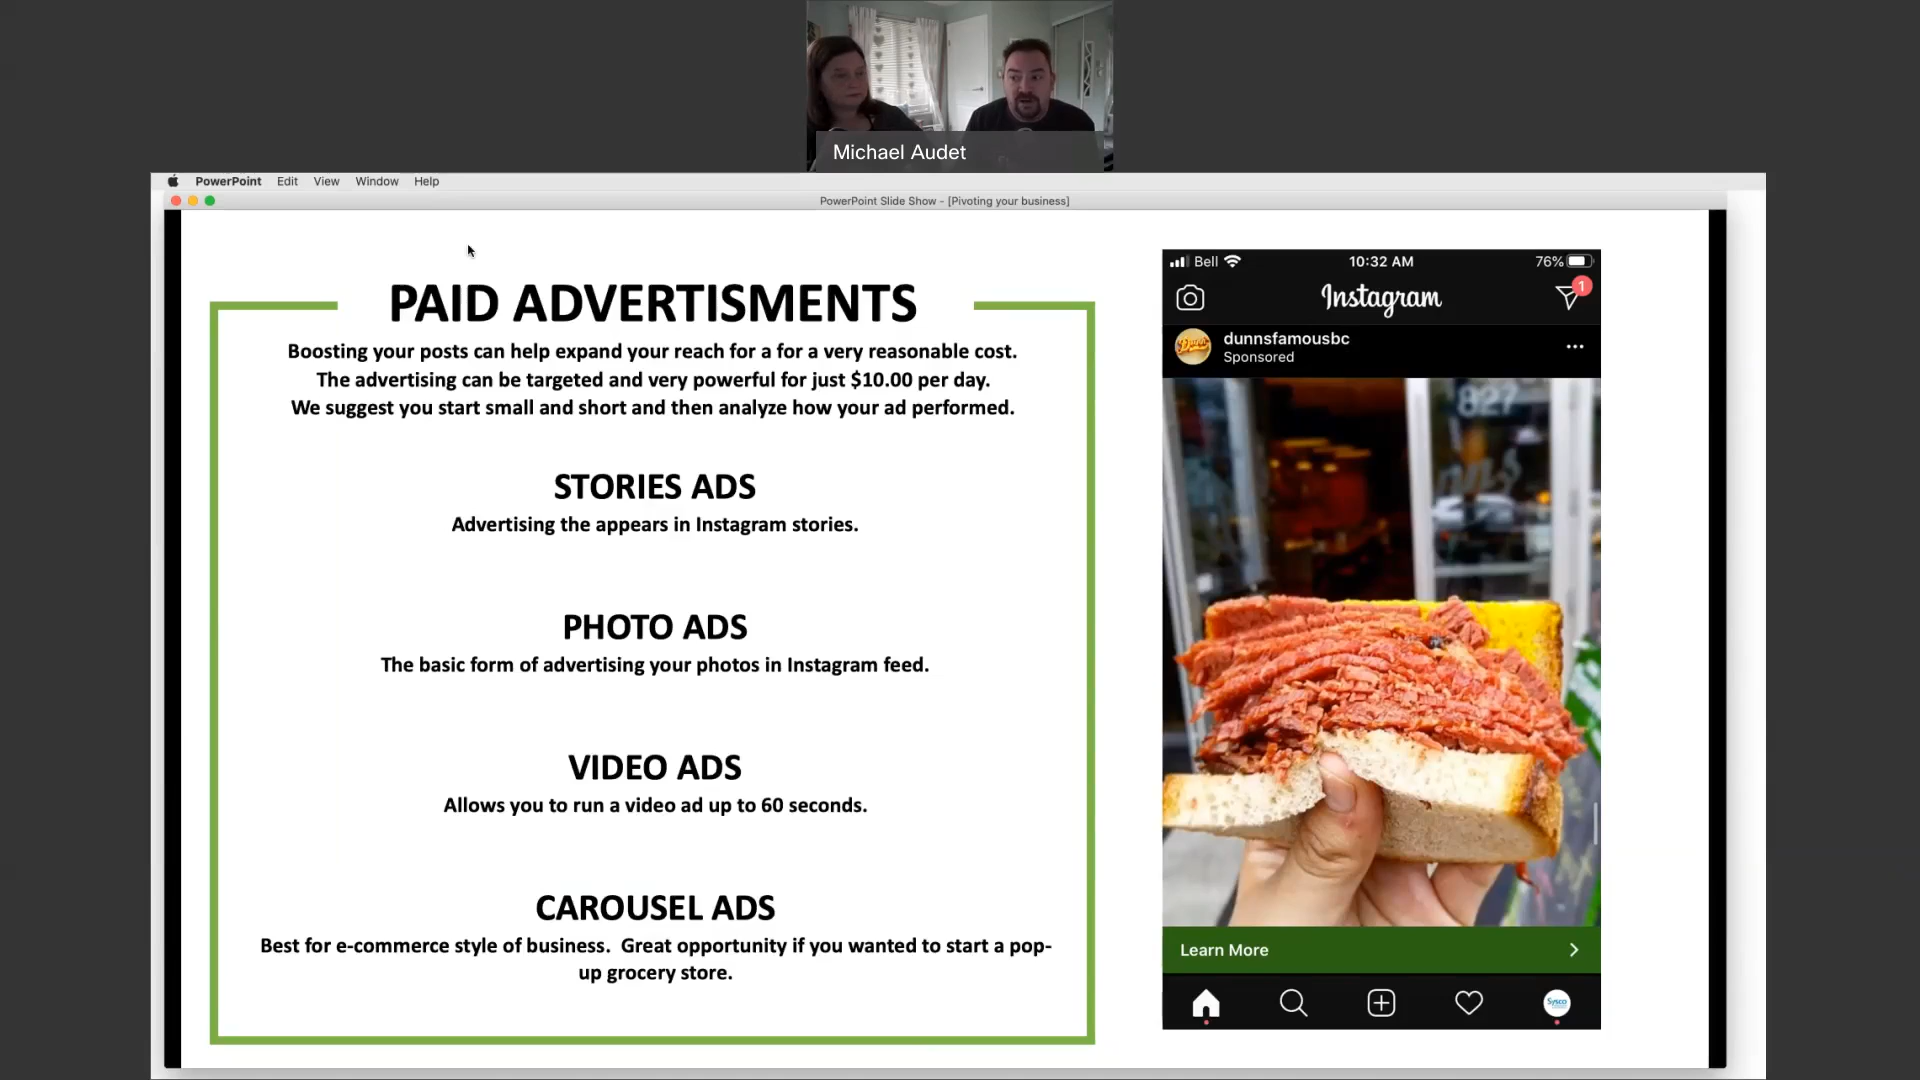 Michael Audet
PowerPoint Edit View Window Help
PowerPoint Slide Show - [Pivoting your business]
PAID ADVERTISMENTS
Boosting your posts can help expand your reach for a for a very reasonable cost.
The advertising can be targeted and very powerful for just $10.00 per day.
We suggest you start small and short and then analyze how your ad performed.
STORIES ADS
Advertising the appears in Instagram stories.
PHOTO ADS
The basic form of advertising your photos in Instagram feed.
VIDEO ADS
Allows you to run a video ad up to 60 seconds.
CAROUSEL ADS
Best for e-commerce style of business.  Great opportunity if you wanted to start a pop-
up grocery store.
Bell 10:32 AM 76%
Instagram 1
Dunn's
dunnsfamousbc
Sponsored
827
Learn More
Sysco